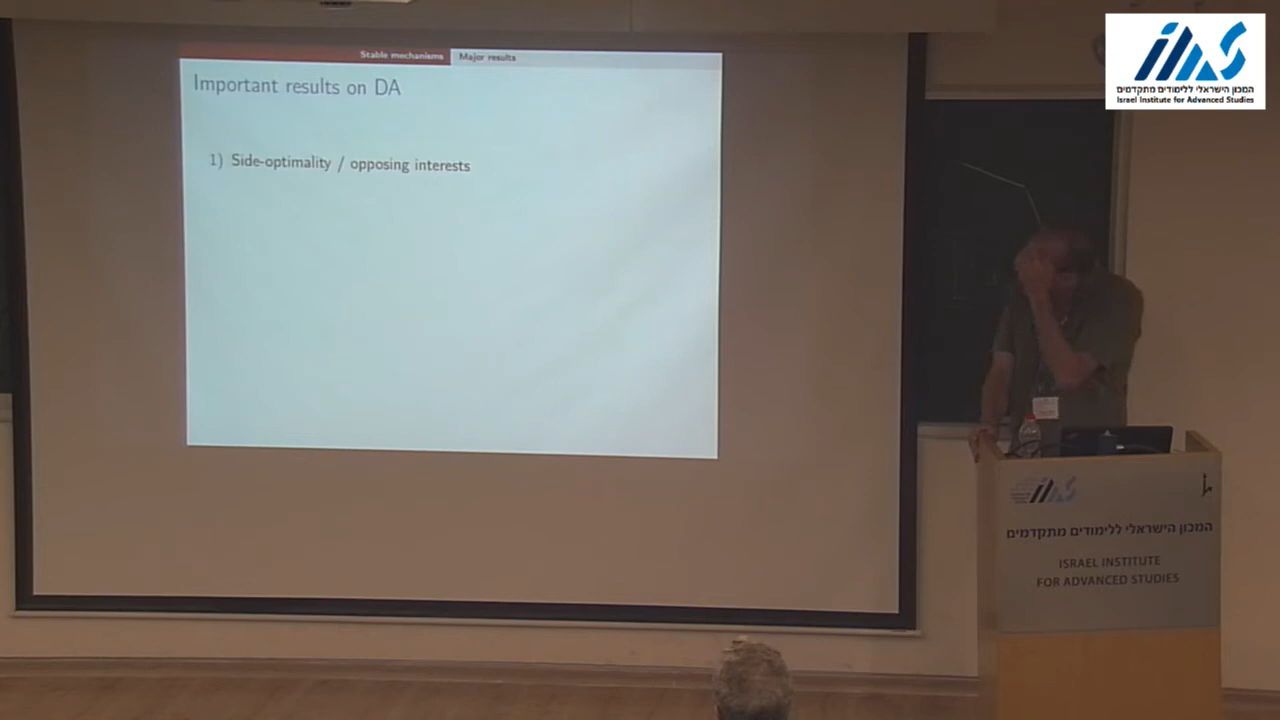 Stable mechanisms
Major results
Important results on DA
1) Side-optimality / opposing interests
המכון הישראלי ללימודים מתקדמים
Israel Institute for Advanced Studies
המכון הישראלי ללימודים מתקדמים
ISRAEL INSTITUTE
FOR ADVANCED STUDIES